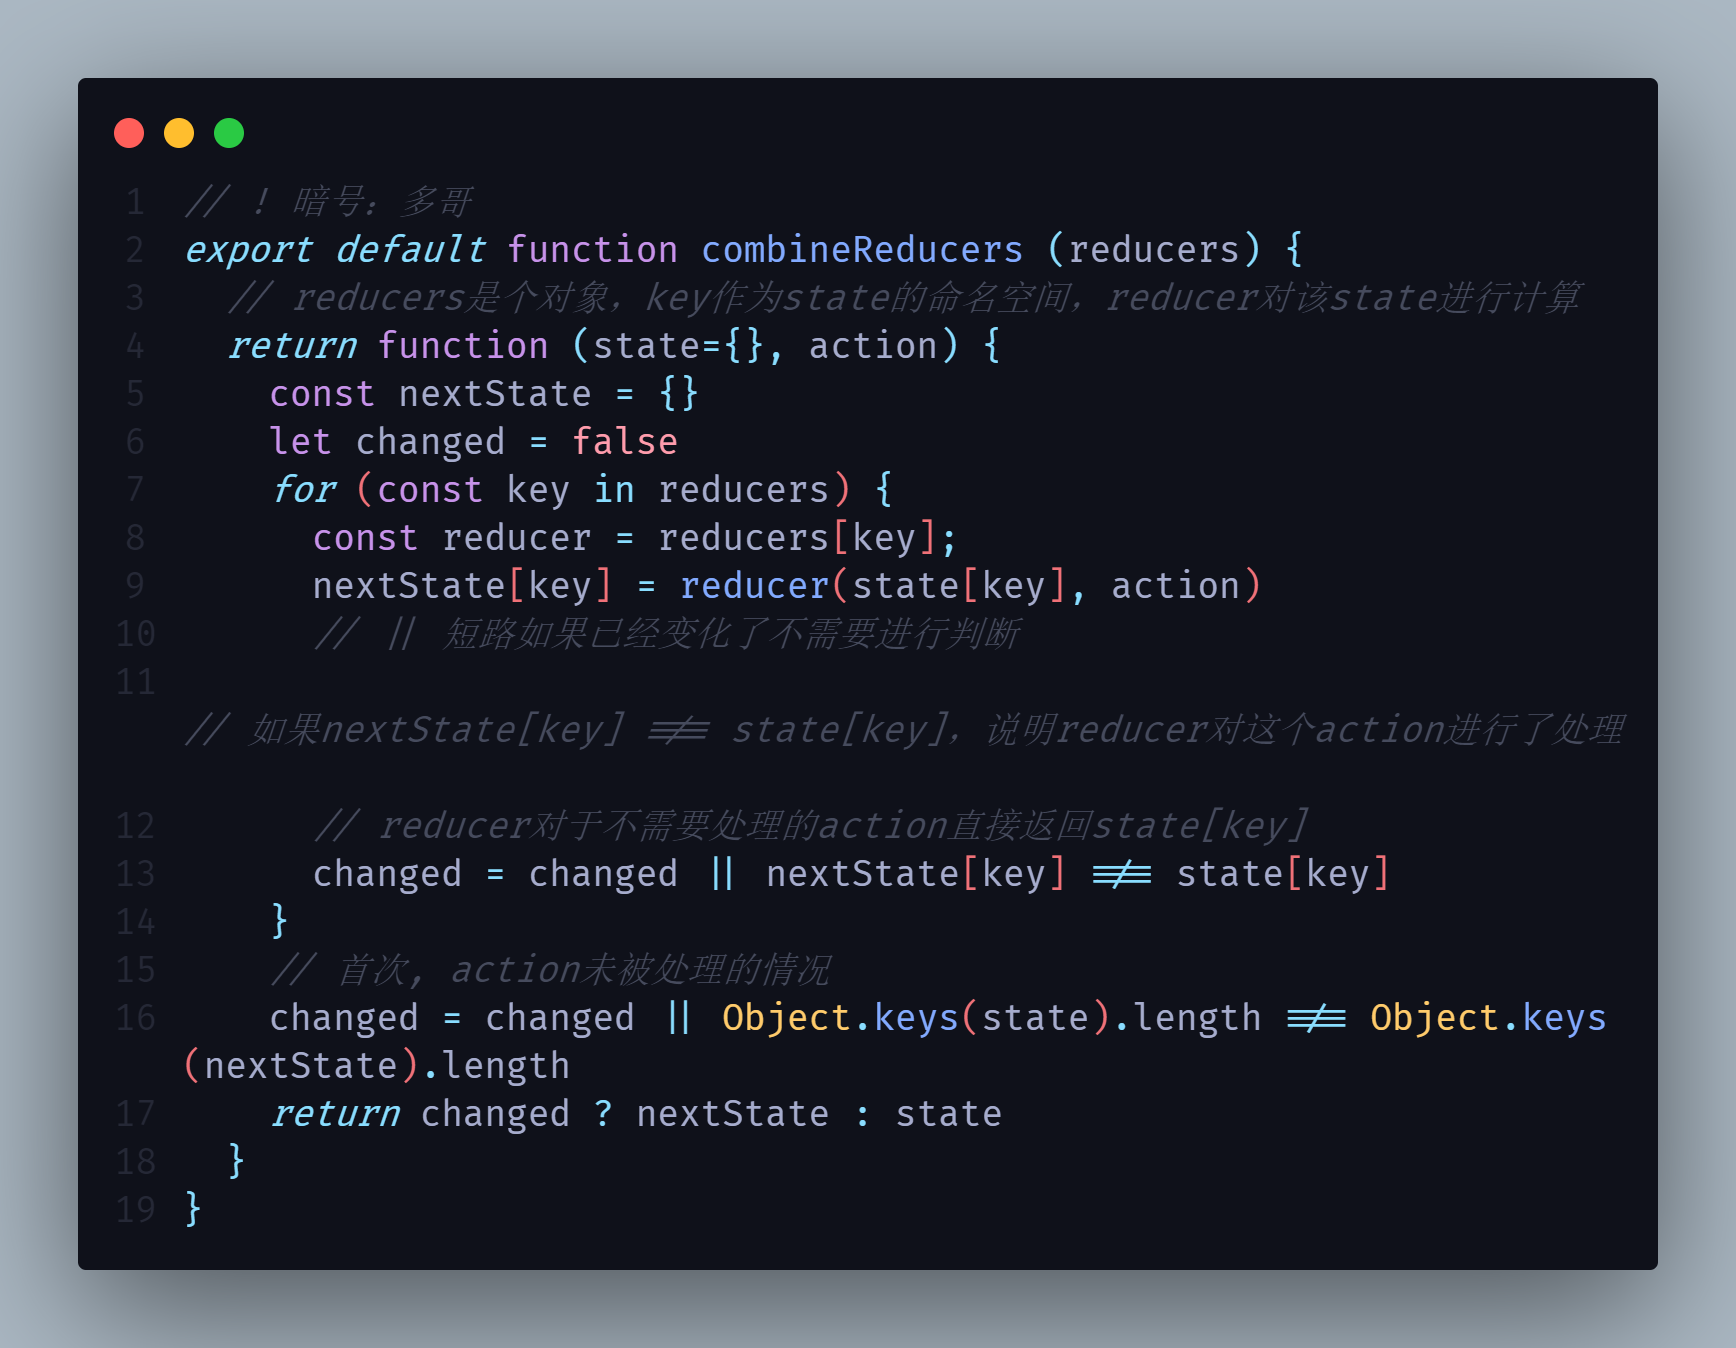 1 // ! 暗号：多哥
2 export default function combineReducers (reducers) {
3 // reducers是个对象，key作为state的命名空间，reducer对该state进行计算
4 return function (state={}, action) {
5 const nextState = {}
6 let changed = false
7 for (const key in reducers) {
8 const reducer = reducers[key];
9 nextState[key] = reducer(state[key], action)
10 // || 短路如果已经变化了不需要进行判断
11
// 如果nextState[key] !== state[key]，说明reducer对这个action进行了处理
12 // reducer对于不需要处理的action直接返回state[key]
13 changed = changed || nextState[key] !== state[key]
14 }
15 // 首次, action未被处理的情况
16 changed = changed || Object.keys(state).length !== Object.keys
(nextState).length
17 return changed ? nextState : state
18 }
19 }